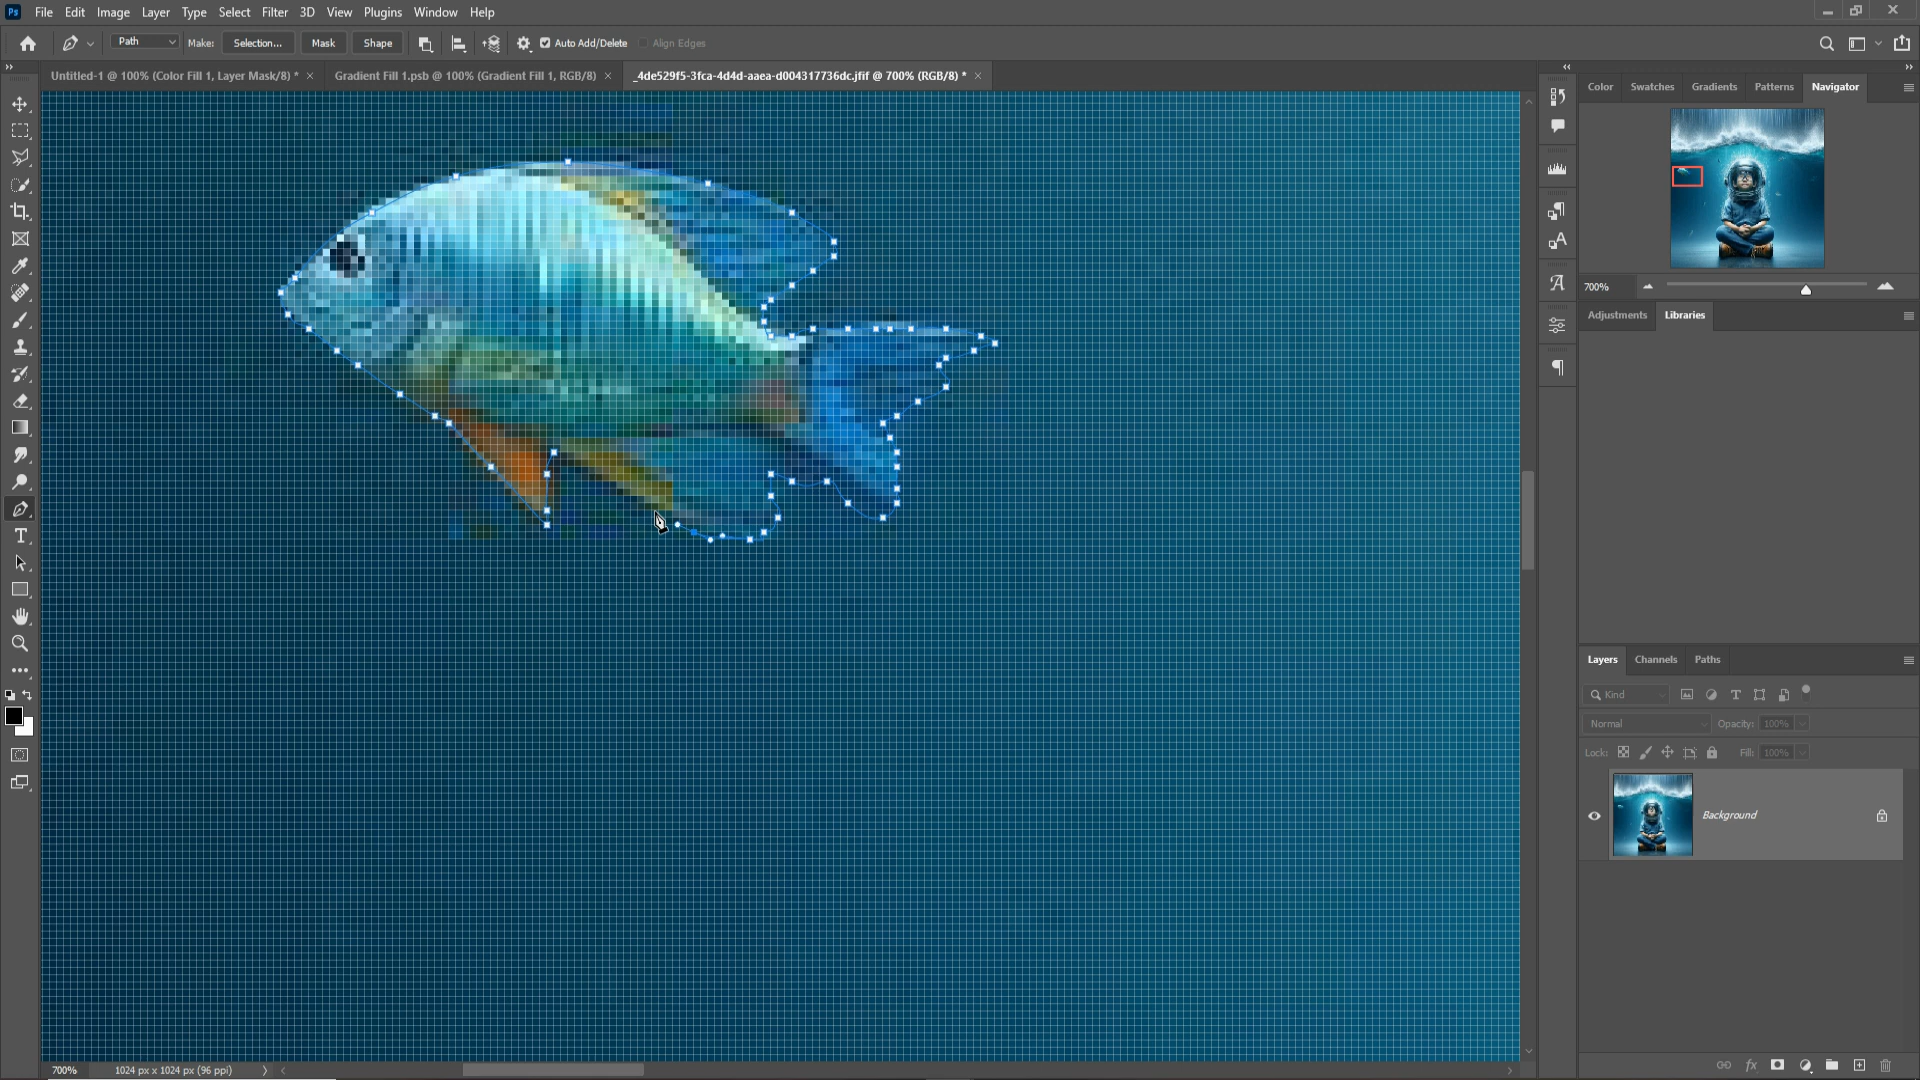 Ps File Edit Image Layer Type Select Filter 3D View Plugins Window Help
Path Make: Selection... Mask Shape Auto Add/Delete Align Edges
Untitled-1 @ 100% (Color Fill 1, Layer Mask/8) * × Gradient Fill 1.psb @ 100% (Gradient Fill 1, RGB/8) × _4de529f5-3fca-4d4d-aaea-d004317736dc.jfif @ 700% (RGB/8) * ×
Color Swatches Gradients Patterns Navigator
700%
Adjustments Libraries
Layers Channels Paths
Kind
Normal Opacity: 100%
Lock: Fill: 100%
Background
700% 1024 px x 1024 px (96 ppi)